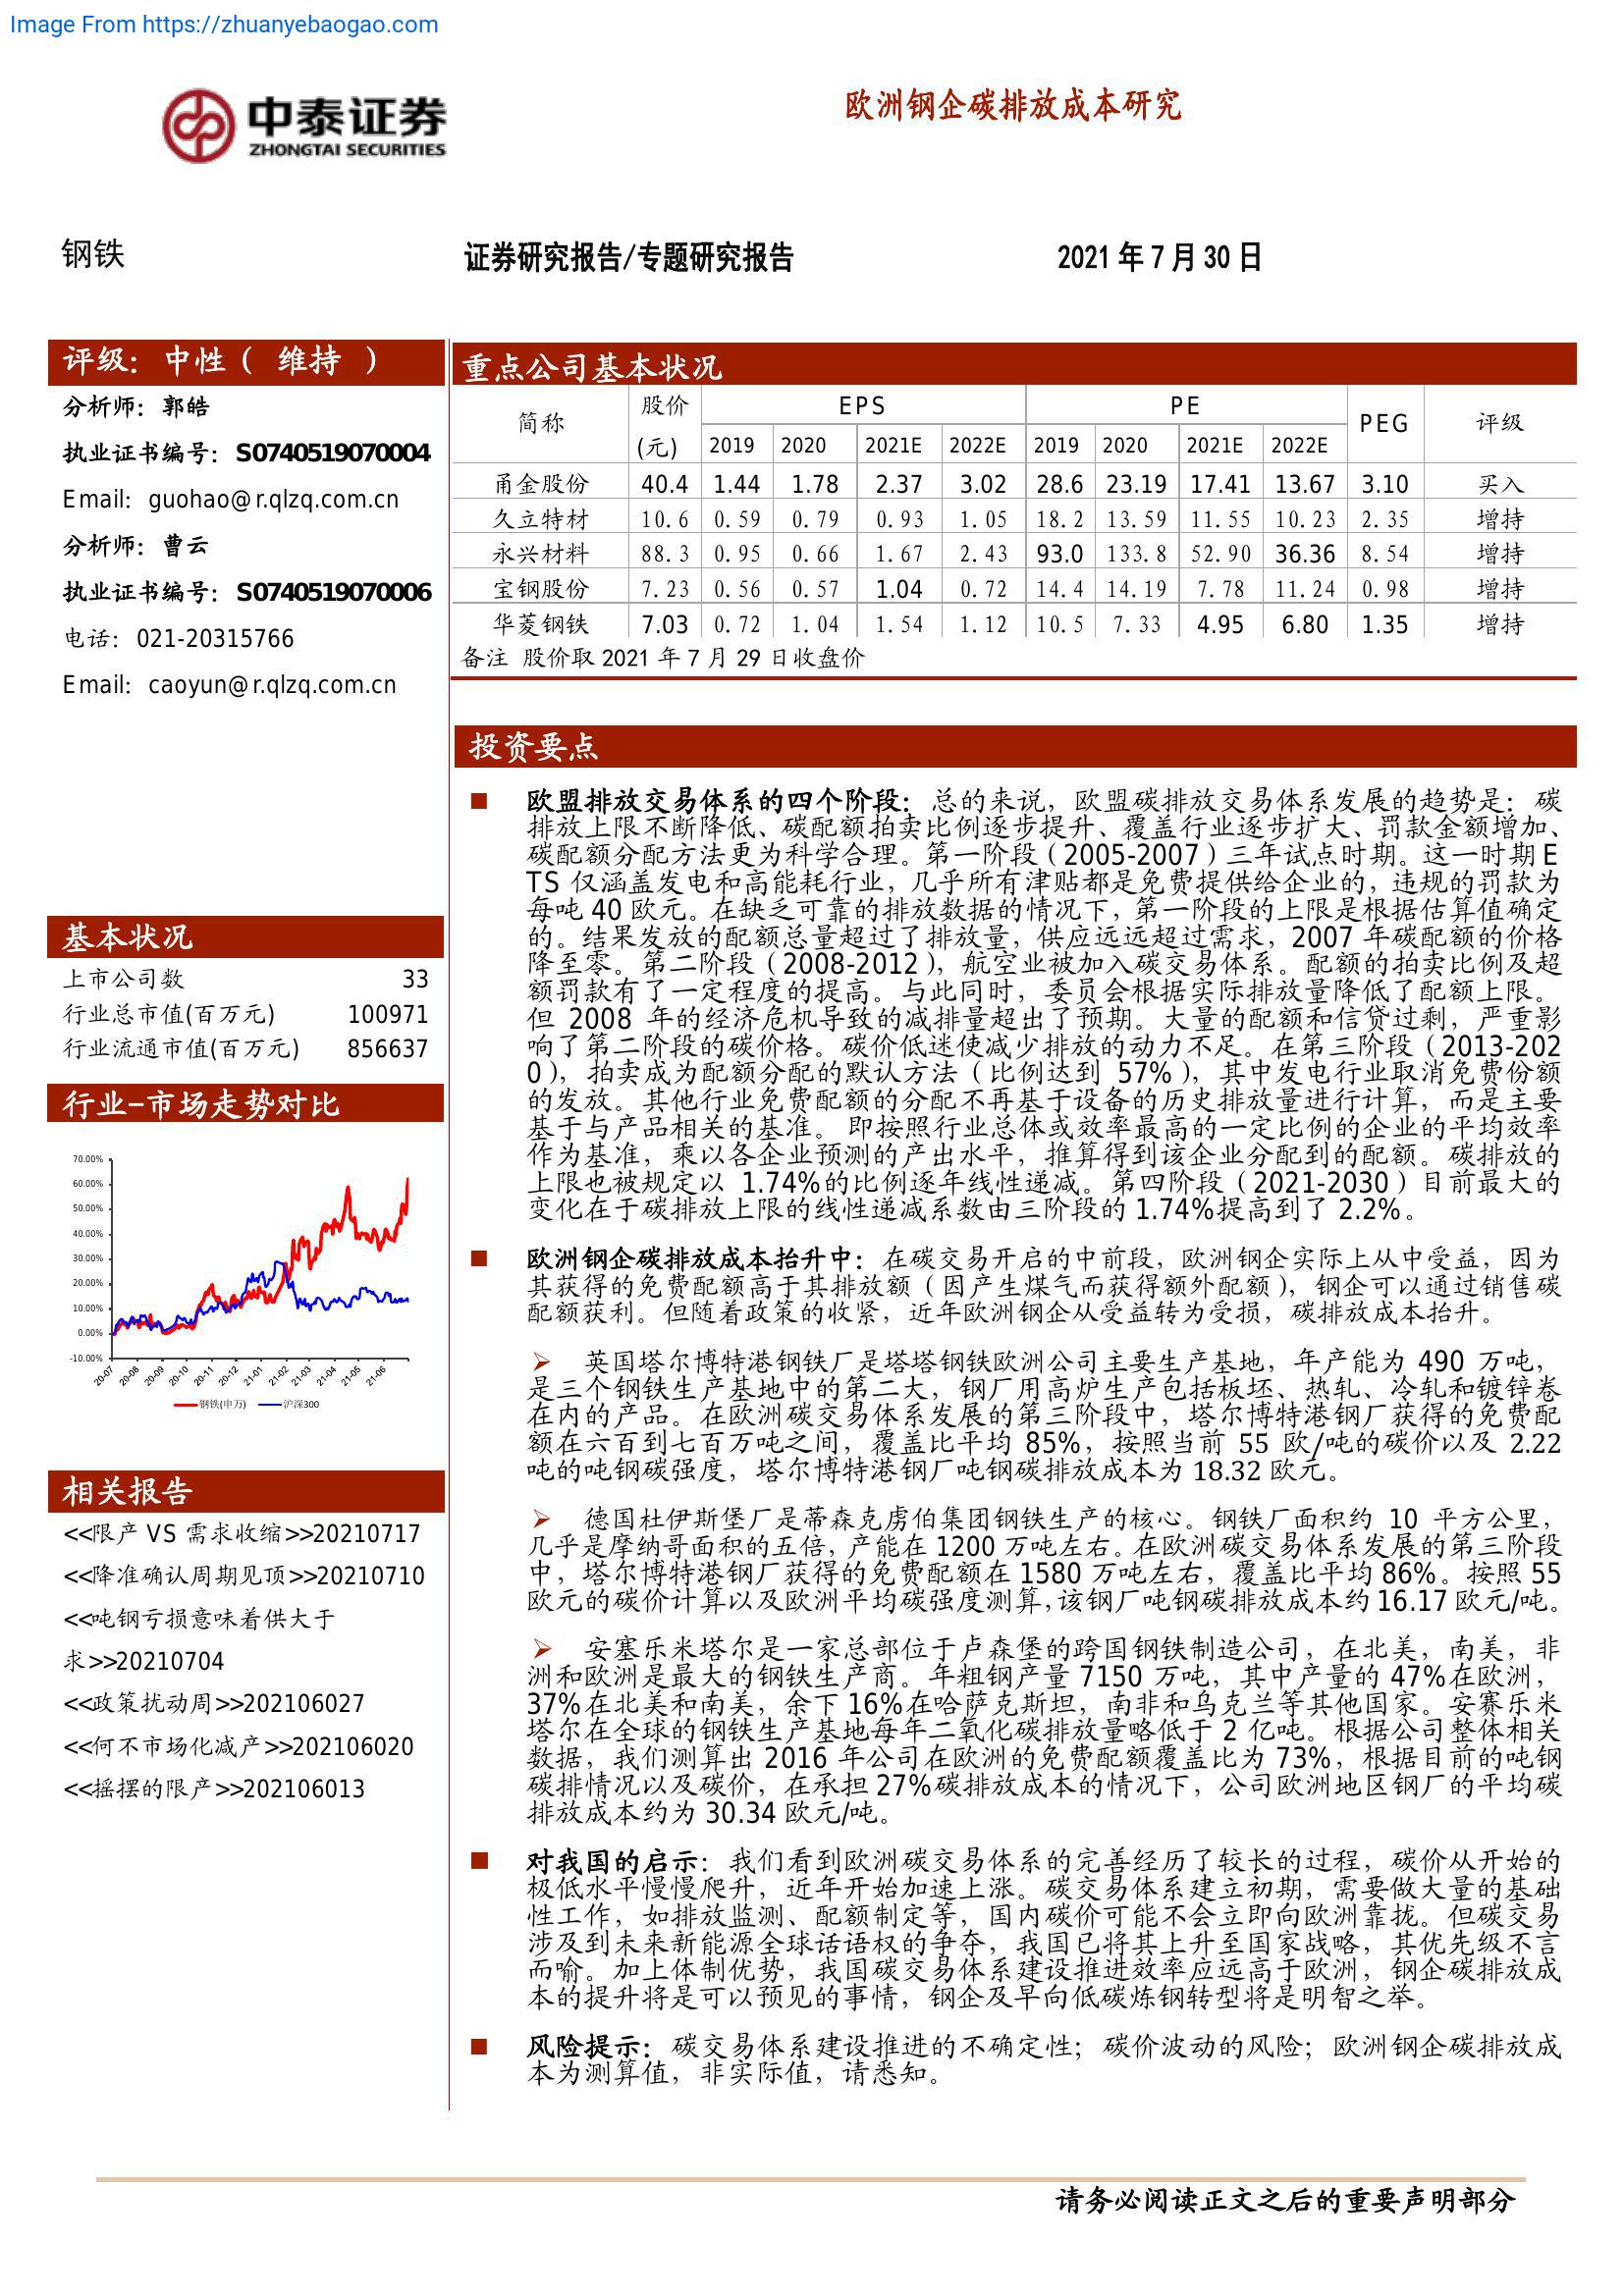 Image From https://zhuanyebaogao.com
中泰证券
ZHONGTAI SECURITIES
欧洲钢企碳排放成本研究
钢铁
证券研究报告/专题研究报告
2021 年 7 月 30 日
评级：中性（ 维持 ）
分析师：郭皓
执业证书编号：S0740519070004
Email：guohao@r.qlzq.com.cn
分析师：曹云
执业证书编号：S0740519070006
电话：021-20315766
Email：caoyun@r.qlzq.com.cn
基本状况
上市公司数 33
行业总市值(百万元) 100971
行业流通市值(百万元) 856637
行业-市场走势对比
70.00%
60.00%
50.00%
40.00%
30.00%
20.00%
10.00%
0.00%
-10.00%
20-07 20-08 20-09 20-10 20-11 20-12 21-01 21-02 21-03 21-04 21-05 21-06
钢铁(申万) 沪深300
相关报告
<<限产 VS 需求收缩>>20210717
<<降准确认周期见顶>>20210710
<<吨钢亏损意味着供大于
求>>20210704
<<政策扰动周>>202106027
<<何不市场化减产>>202106020
<<摇摆的限产>>202106013
重点公司基本状况
简称 股价 (元) EPS PE PEG 评级
2019 2020 2021E 2022E 2019 2020 2021E 2022E
甬金股份 40.4 1.44 1.78 2.37 3.02 28.6 23.19 17.41 13.67 3.10 买入
久立特材 10.6 0.59 0.79 0.93 1.05 18.2 13.59 11.55 10.23 2.35 增持
永兴材料 88.3 0.95 0.66 1.67 2.43 93.0 133.8 52.90 36.36 8.54 增持
宝钢股份 7.23 0.56 0.57 1.04 0.72 14.4 14.19 7.78 11.24 0.98 增持
华菱钢铁 7.03 0.72 1.04 1.54 1.12 10.5 7.33 4.95 6.80 1.35 增持
备注 股价取 2021 年 7 月 29 日收盘价
投资要点
■ 欧盟排放交易体系的四个阶段：总的来说，欧盟碳排放交易体系发展的趋势是：碳
排放上限不断降低、碳配额拍卖比例逐步提升、覆盖行业逐步扩大、罚款金额增加、
碳配额分配方法更为科学合理。第一阶段（2005-2007）三年试点时期。这一时期 E
TS 仅涵盖发电和高能耗行业，几乎所有津贴都是免费提供给企业的，违规的罚款为
每吨 40 欧元。在缺乏可靠的排放数据的情况下，第一阶段的上限是根据估算值确定
的。结果发放的配额总量超过了排放量，供应远远超过需求，2007 年碳配额的价格
降至零。第二阶段（2008-2012），航空业被加入碳交易体系。配额的拍卖比例及超
额罚款有了一定程度的提高。与此同时，委员会根据实际排放量降低了配额上限。
但 2008 年的经济危机导致的减排量超出了预期。大量的配额和信贷过剩，严重影
响了第二阶段的碳价格。碳价低迷使减少排放的动力不足。在第三阶段（2013-202
0），拍卖成为配额分配的默认方法（比例达到 57%），其中发电行业取消免费份额
的发放。其他行业免费配额的分配不再基于设备的历史排放量进行计算，而是主要
基于与产品相关的基准。即按照行业总体或效率最高的一定比例的企业的平均效率
作为基准，乘以各企业预测的产出水平，推算得到该企业分配到的配额。碳排放的
上限也被规定以 1.74%的比例逐年线性递减。第四阶段（2021-2030）目前最大的
变化在于碳排放上限的线性递减系数由三阶段的 1.74%提高到了 2.2%。
■ 欧洲钢企碳排放成本抬升中：在碳交易开启的中前段，欧洲钢企实际上从中受益，因为
其获得的免费配额高于其排放额（因产生煤气而获得额外配额），钢企可以通过销售碳
配额获利。但随着政策的收紧，近年欧洲钢企从受益转为受损，碳排放成本抬升。
➢ 英国塔尔博特港钢铁厂是塔塔钢铁欧洲公司主要生产基地，年产能为 490 万吨，
是三个钢铁生产基地中的第二大，钢厂用高炉生产包括板坯、热轧、冷轧和镀锌卷
在内的产品。在欧洲碳交易体系发展的第三阶段中，塔尔博特港钢厂获得的免费配
额在六百到七百万吨之间，覆盖比平均 85%，按照当前 55 欧/吨的碳价以及 2.22
吨的吨钢碳强度，塔尔博特港钢厂吨钢碳排放成本为 18.32 欧元。
➢ 德国杜伊斯堡厂是蒂森克虏伯集团钢铁生产的核心。钢铁厂面积约 10 平方公里，
几乎是摩纳哥面积的五倍，产能在 1200 万吨左右。在欧洲碳交易体系发展的第三阶段
中，塔尔博特港钢厂获得的免费配额在 1580 万吨左右，覆盖比平均 86%。按照 55
欧元的碳价计算以及欧洲平均碳强度测算，该钢厂吨钢碳排放成本约 16.17 欧元/吨。
➢ 安塞乐米塔尔是一家总部位于卢森堡的跨国钢铁制造公司，在北美，南美，非
洲和欧洲是最大的钢铁生产商。年粗钢产量 7150 万吨，其中产量的 47%在欧洲，
37%在北美和南美，余下 16%在哈萨克斯坦，南非和乌克兰等其他国家。安赛乐米
塔尔在全球的钢铁生产基地每年二氧化碳排放量略低于 2 亿吨。根据公司整体相关
数据，我们测算出 2016 年公司在欧洲的免费配额覆盖比为 73%，根据目前的吨钢
碳排情况以及碳价，在承担 27%碳排放成本的情况下，公司欧洲地区钢厂的平均碳
排放成本约为 30.34 欧元/吨。
■ 对我国的启示：我们看到欧洲碳交易体系的完善经历了较长的过程，碳价从开始的
极低水平慢慢爬升，近年开始加速上涨。碳交易体系建立初期，需要做大量的基础
性工作，如排放监测、配额制定等，国内碳价可能不会立即向欧洲靠拢。但碳交易
涉及到未来新能源全球话语权的争夺，我国已将其上升至国家战略，其优先级不言
而喻。加上体制优势，我国碳交易体系建设推进效率应远高于欧洲，钢企碳排放成
本的提升将是可以预见的事情，钢企及早向低碳炼钢转型将是明智之举。
■ 风险提示：碳交易体系建设推进的不确定性；碳价波动的风险；欧洲钢企碳排放成
本为测算值，非实际值，请悉知。
请务必阅读正文之后的重要声明部分